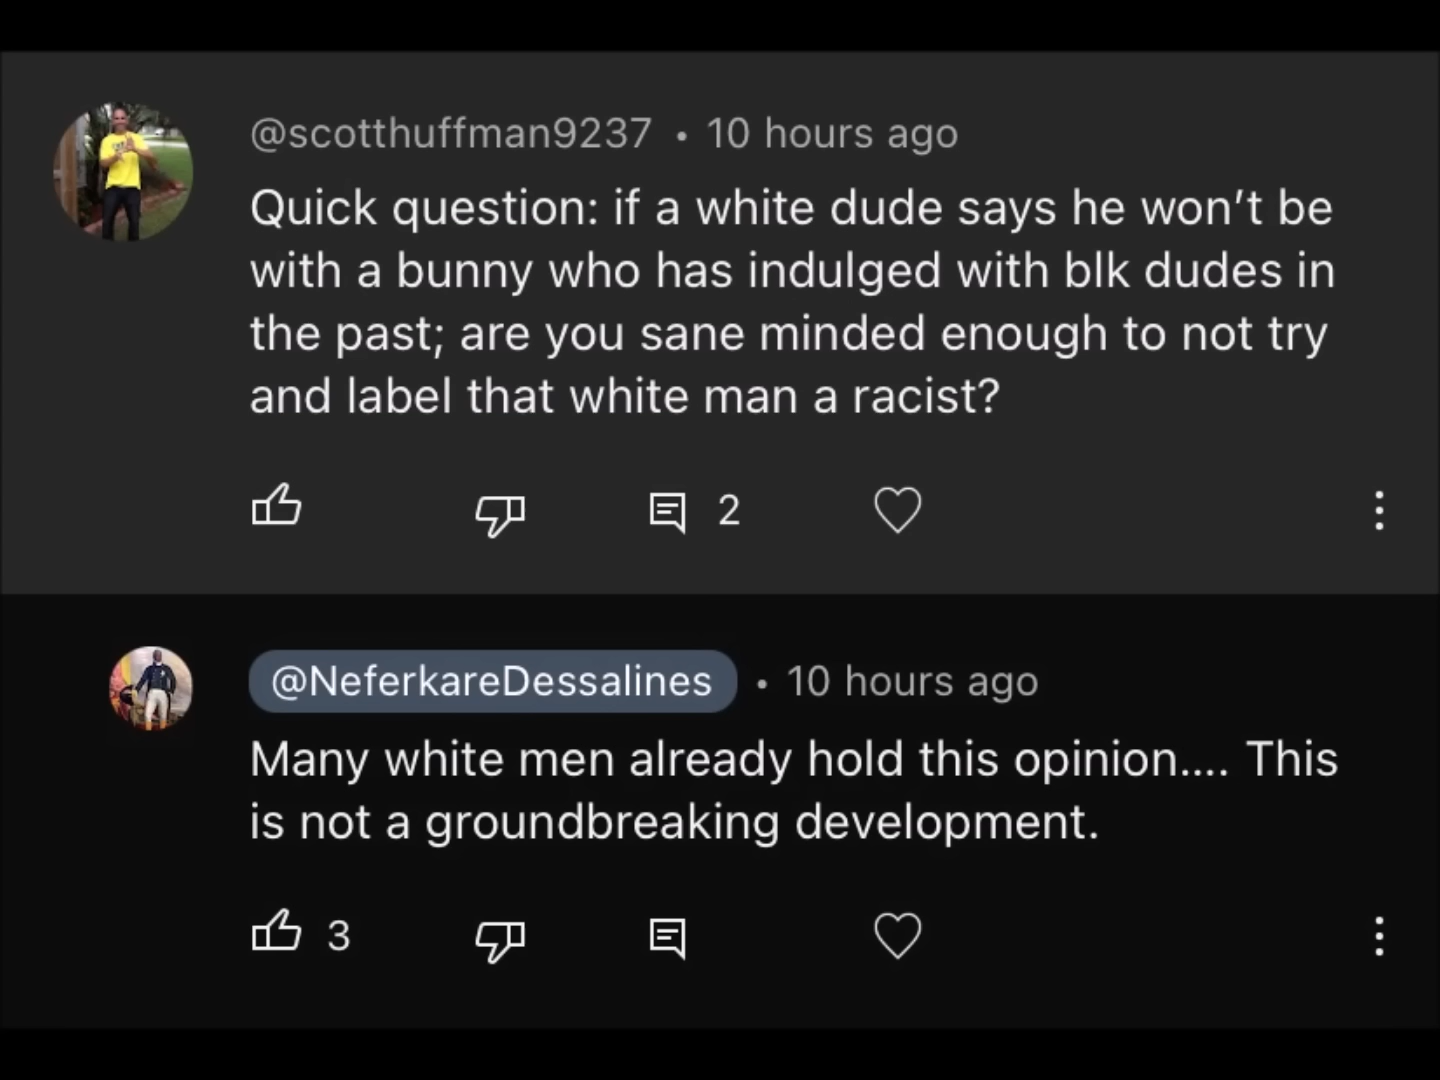 @scotthuffman9237 • 10 hours ago
Quick question: if a white dude says he won’t be
with a bunny who has indulged with blk dudes in
the past; are you sane minded enough to not try
and label that white man a racist?
2
@NeferkareDessalines • 10 hours ago
Many white men already hold this opinion.... This
is not a groundbreaking development.
3